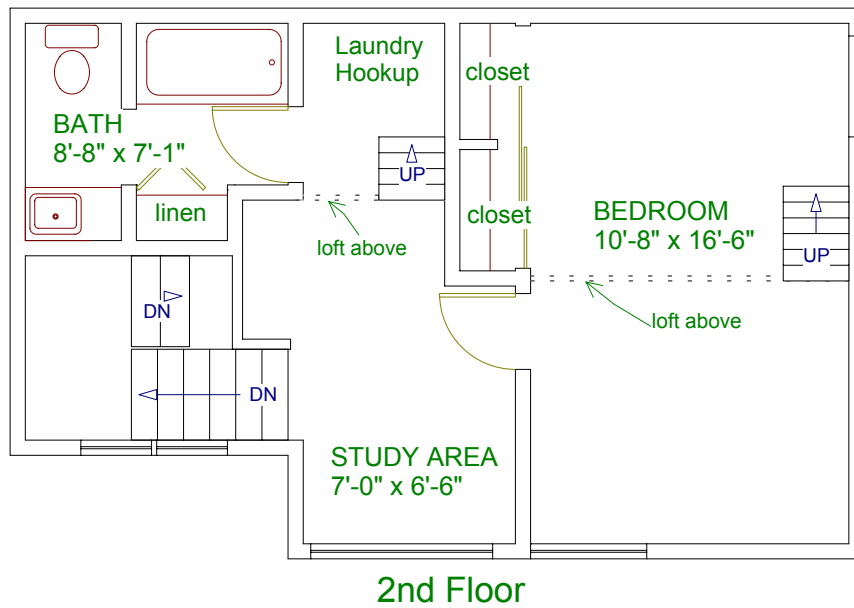 Laundry
Hookup
closet
BATH
8'-8" x 7'-1"
UP
linen
closet
BEDROOM
10'-8" x 16'-6"
loft above
UP
DN
loft above
DN
STUDY AREA
7'-0" x 6'-6"
2nd Floor